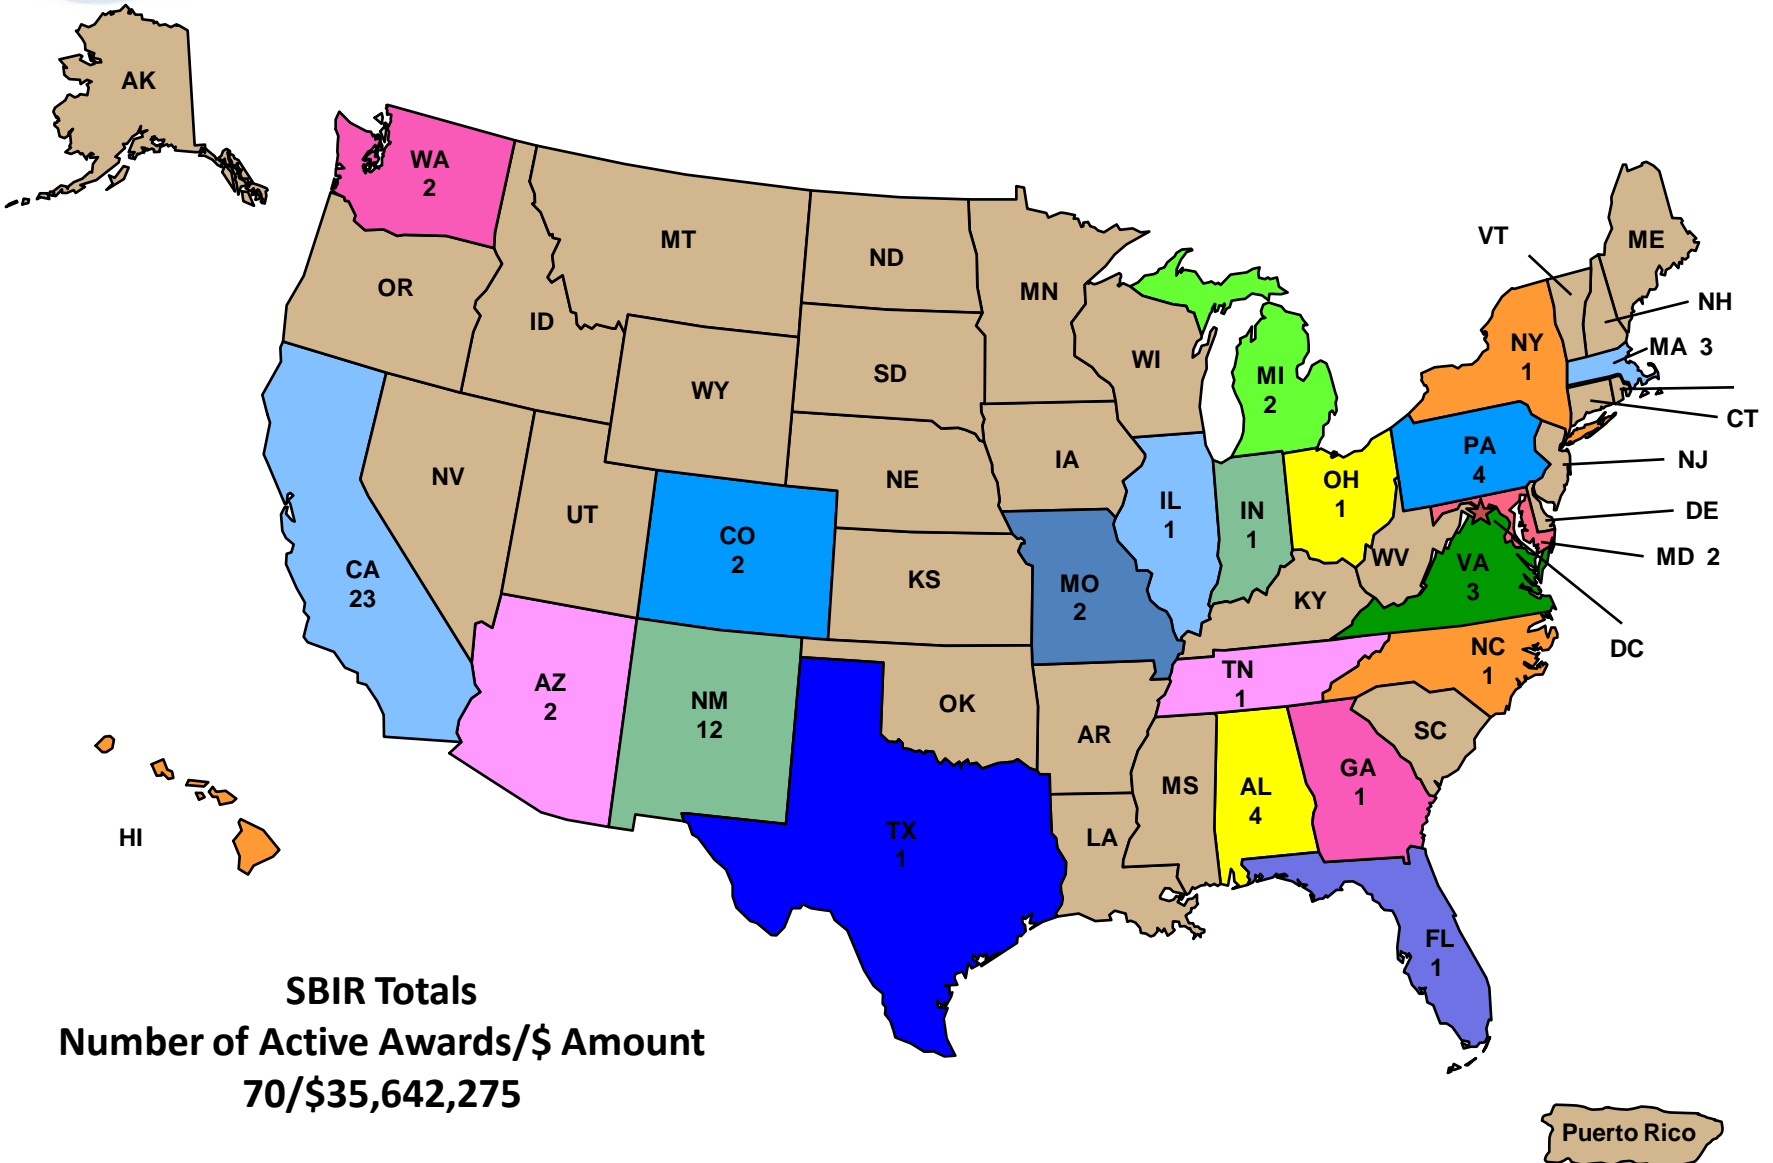 AK
WA
2
MT
ND
MN
VT
ME
OR
ID
NH
NY
1
MA 3
WI
MI
2
SD
WY
CT
PA
4
NJ
IA
NE
NV
OH
1
IL
1
IN
1
UT
DE
CO
2
WV
MD 2
VA
3
CA
23
KS
MO
2
KY
DC
NC
1
TN
1
AZ
2
NM
12
OK
AR
SC
MS
AL
4
GA
1
HI
TX
1
LA
FL
1
SBIR Totals
Number of Active Awards/$ Amount
70/$35,642,275
Puerto Rico